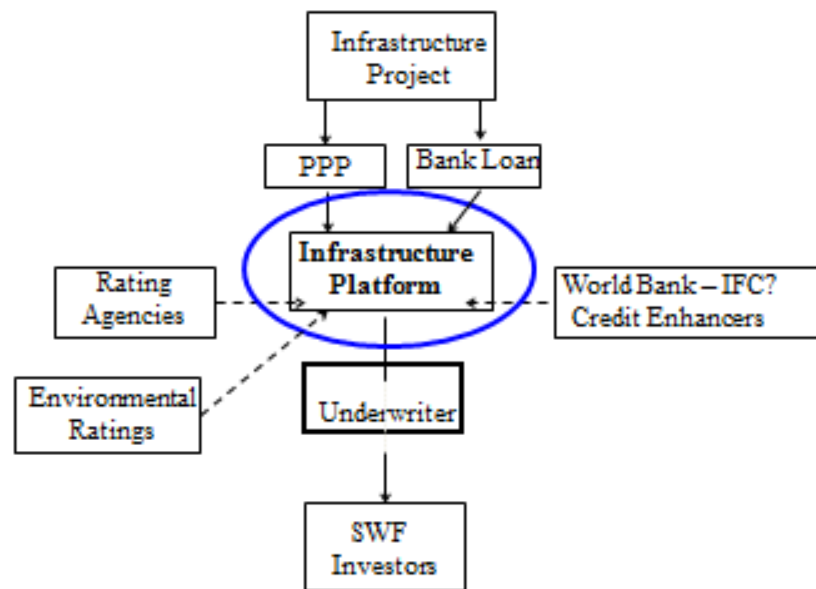 Infrastructure
Project
PPP
Bank Loan
Infrastructure
Platform
Rating
Agencies
World Bank – IFC?
Credit Enhancers
Environmental
Ratings
Underwriter
SWF
Investors